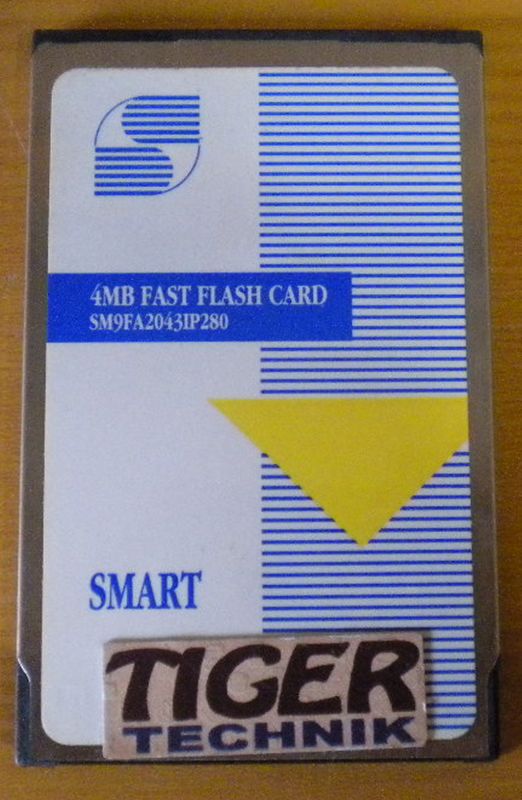 4MB FAST FLASH CARD
SM9FA2043IP280
SMART
TIGER
TECHNIK